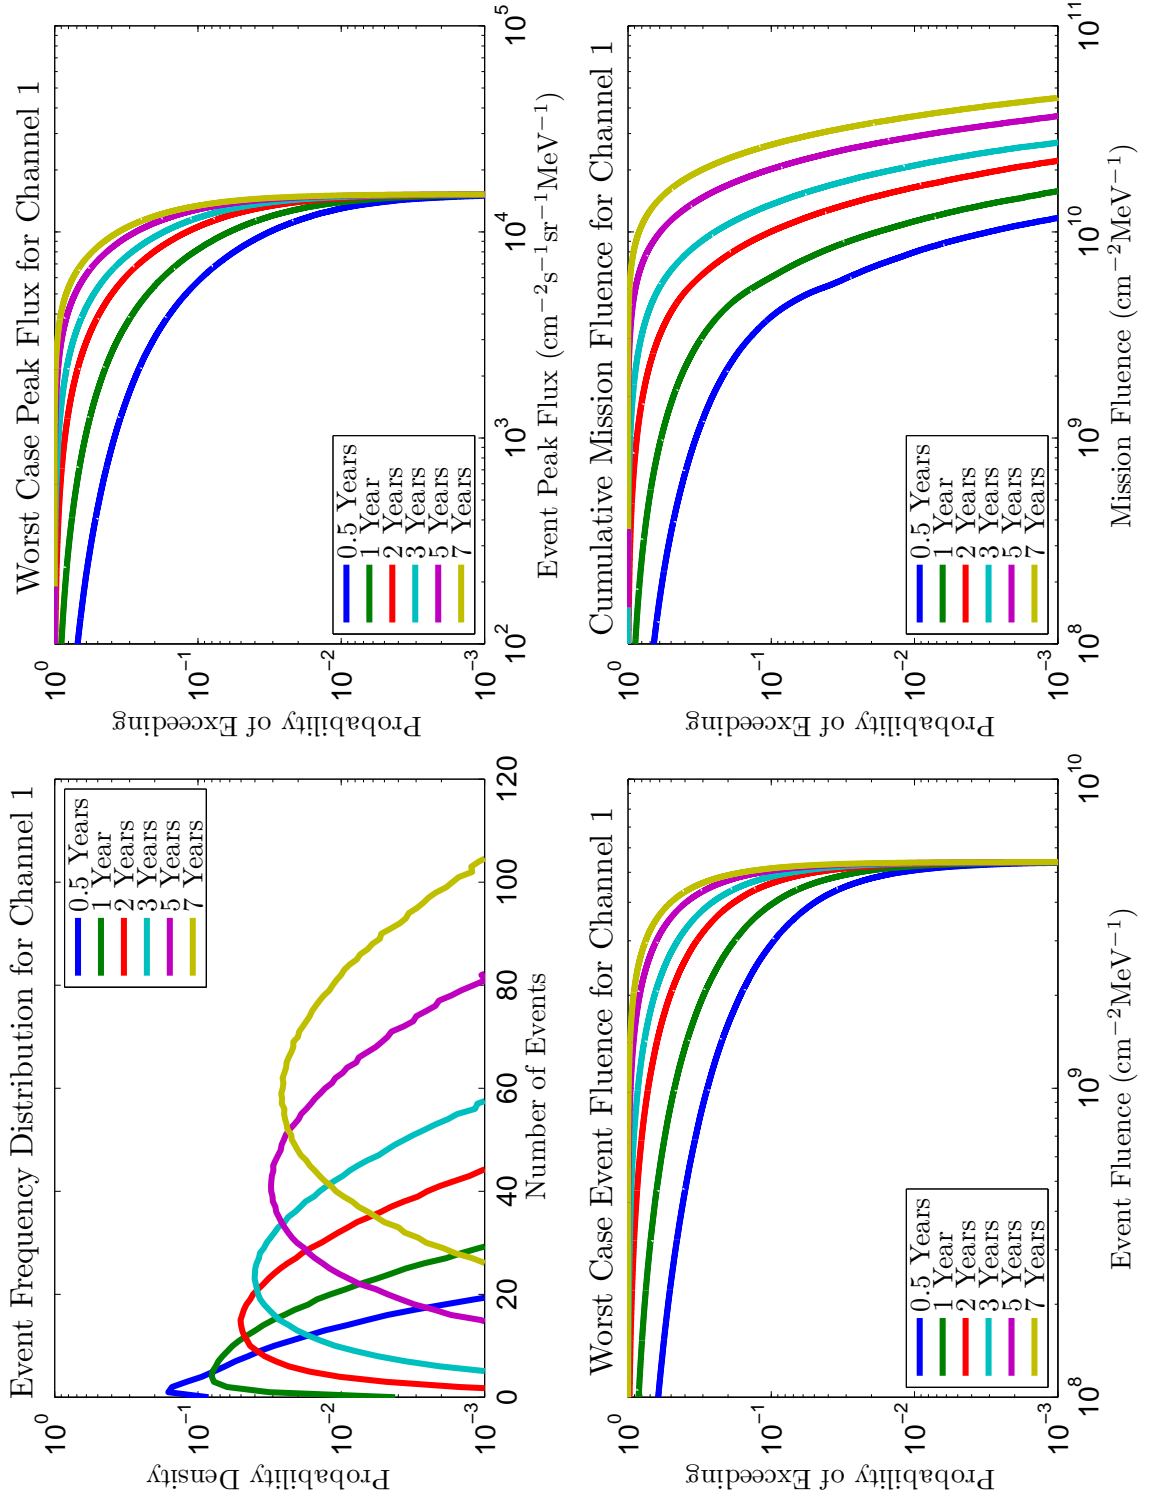 Event Frequency Distribution for Channel 1
Probability Density
10^0
10^−1
10^−2
10^−3
0 20 40 60 80 100 120
Number of Events
0.5 Years
1 Year
2 Years
3 Years
5 Years
7 Years
Worst Case Peak Flux for Channel 1
Probability of Exceeding
10^0
10^−1
10^−2
10^−3
10^2 10^3 10^4 10^5
Event Peak Flux (cm^−2s^−1sr^−1MeV^−1)
0.5 Years
1 Year
2 Years
3 Years
5 Years
7 Years
Worst Case Event Fluence for Channel 1
Probability of Exceeding
10^0
10^−1
10^−2
10^−3
10^8 10^9 10^10
Event Fluence (cm^−2MeV^−1)
0.5 Years
1 Year
2 Years
3 Years
5 Years
7 Years
Cumulative Mission Fluence for Channel 1
Probability of Exceeding
10^0
10^−1
10^−2
10^−3
10^8 10^9 10^10 10^11
Mission Fluence (cm^−2MeV^−1)
0.5 Years
1 Year
2 Years
3 Years
5 Years
7 Years